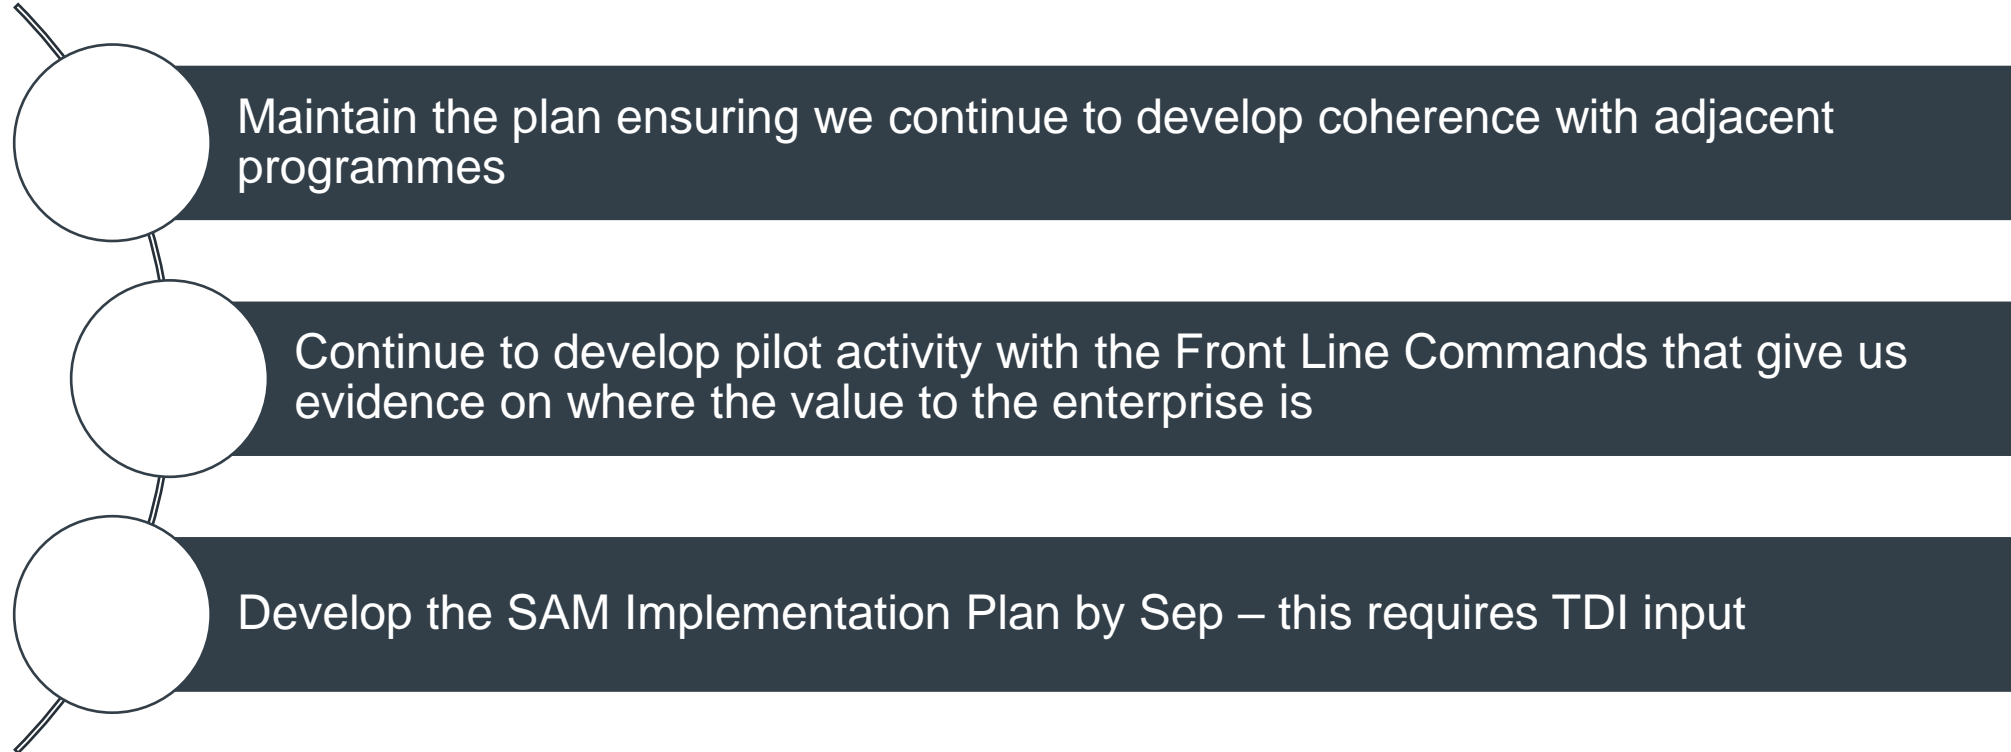 Maintain the plan ensuring we continue to develop coherence with adjacent
programmes
Continue to develop pilot activity with the Front Line Commands that give us
evidence on where the value to the enterprise is
Develop the SAM Implementation Plan by Sep – this requires TDI input